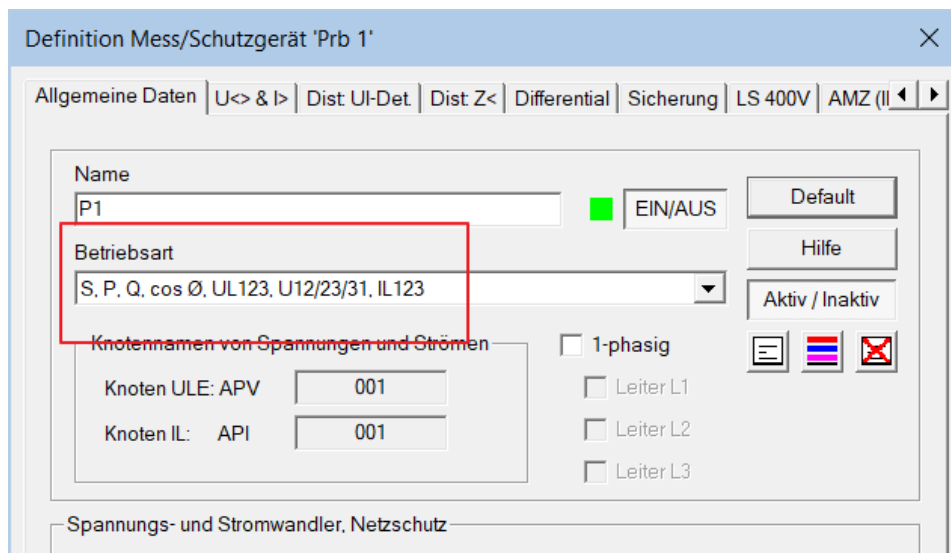 Definition Mess/Schutzgerät 'Prb 1'
Allgemeine Daten U<> & I> Dist: UI-Det. Dist: Z< Differential Sicherung LS 400V AMZ (II
Name
P1 EIN/AUS Default
Betriebsart Hilfe
S, P, Q, cos Ø, UL123, U12/23/31, IL123 Aktiv / Inaktiv
Knotennamen von Spannungen und Strömen 1-phasig
Knoten ULE: APV 001 Leiter L1
Knoten IL: API 001 Leiter L2
Leiter L3
Spannungs- und Stromwandler, Netzschutz